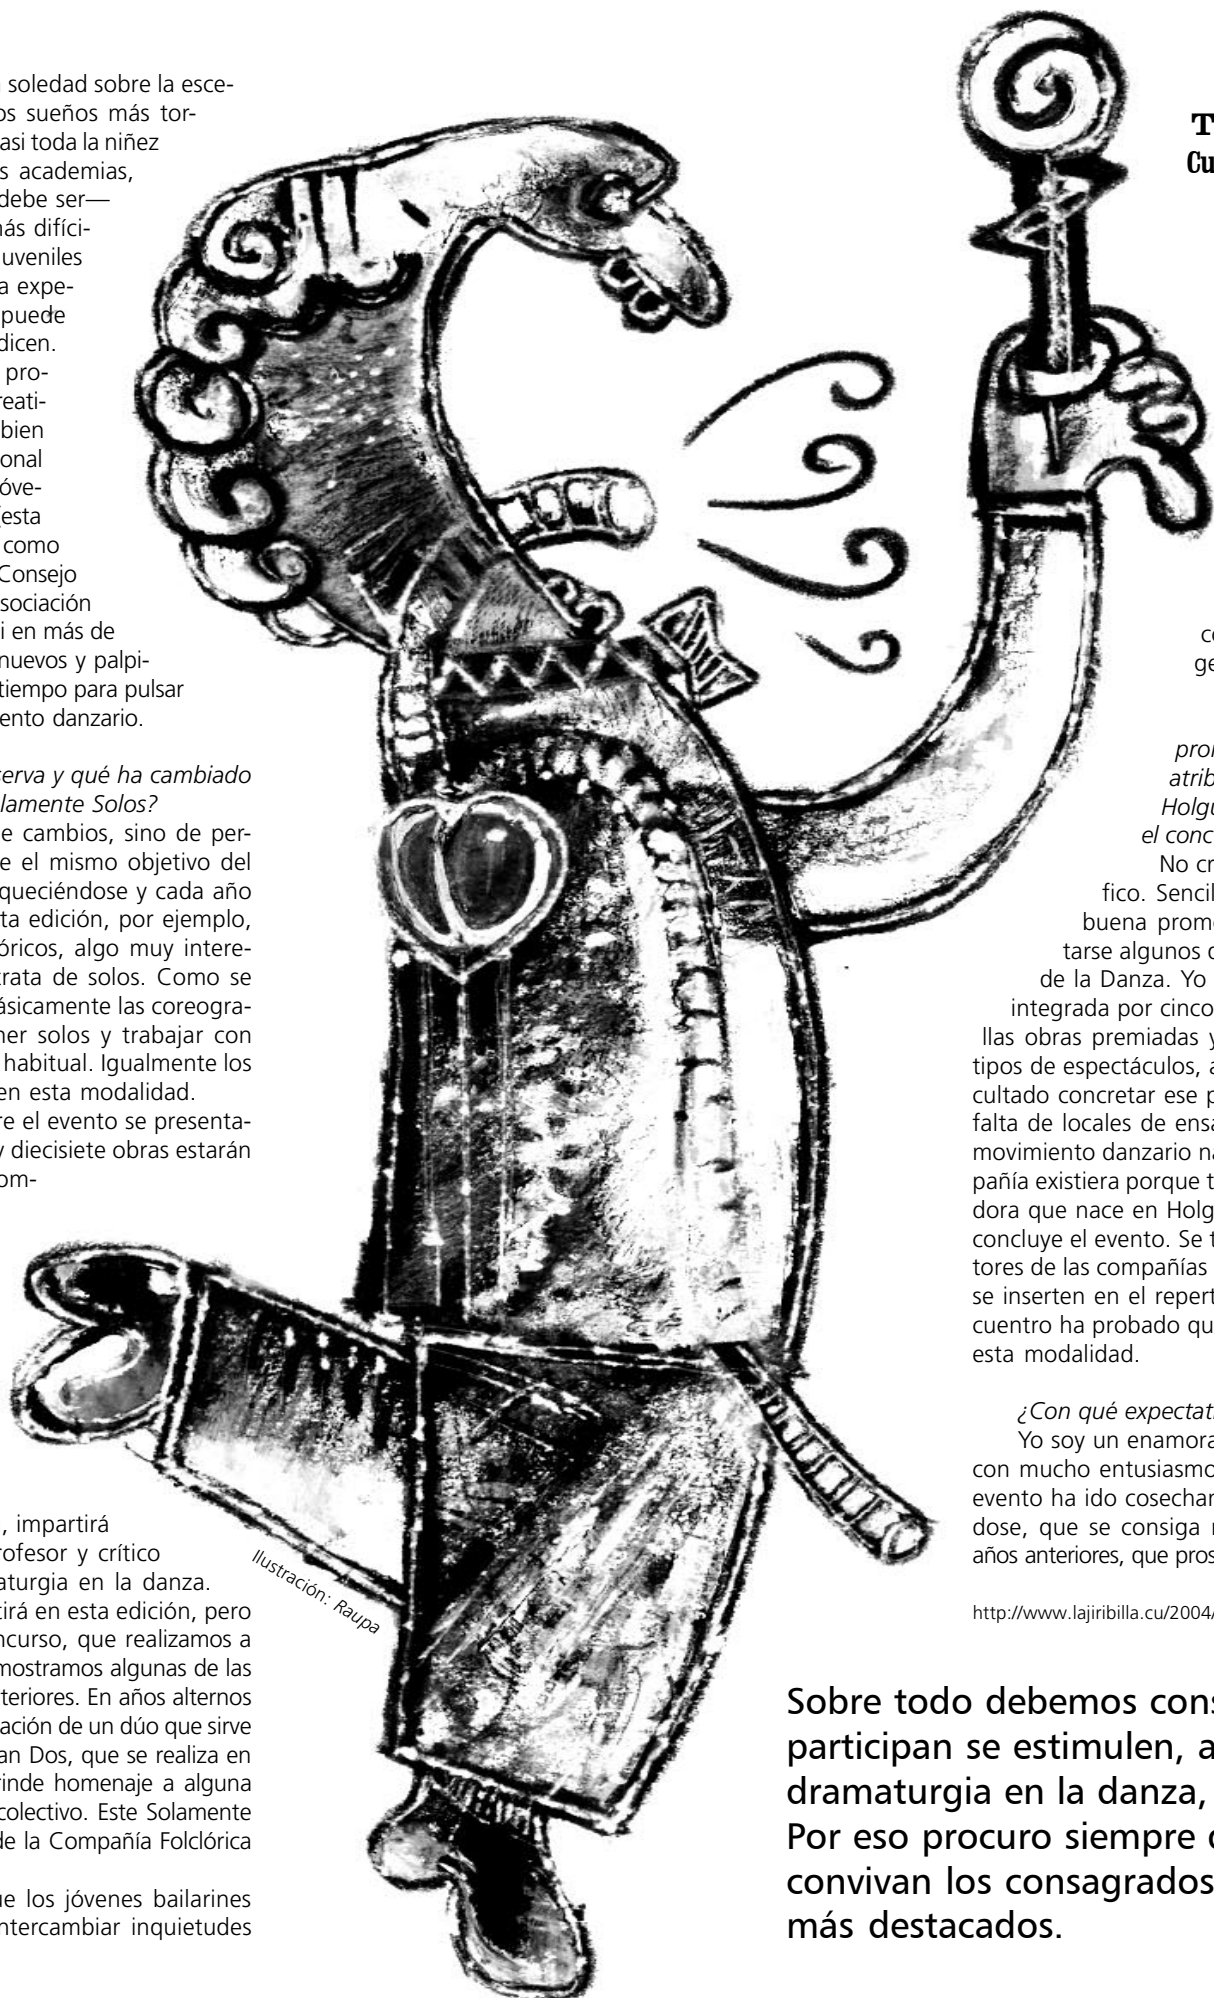 soledad sobre la esce-
os sueños más tor-
asi toda la niñez
s academias,
debe ser—
más difíci-
uveniles
a expe-
puede
dicen.
pro-
reati-
bien
onal
óve-
esta
como
Consejo
sociación
i en más de
nuevos y palpi-
tiempo para pulsar
ento danzario.
serva y qué ha cambiado
lamente Solos?
e cambios, sino de per-
e el mismo objetivo del
queciéndose y cada año
ta edición, por ejemplo,
óricos, algo muy intere-
trata de solos. Como se
ásicamente las coreogra-
ner solos y trabajar con
habitual. Igualmente los
en esta modalidad.
re el evento se presenta-
y diecisiete obras estarán
om-
, impartirá
rofesor y crítico
aturgia en la danza.
tirá en esta edición, pero
ncurso, que realizamos a
mostramos algunas de las
teriores. En años alternos
ación de un dúo que sirve
an Dos, que se realiza en
rinde homenaje a alguna
colectivo. Este Solamente
de la Compañía Folclórica
ue los jóvenes bailarines
ntercambiar inquietudes
Ilustración: Raupa
T
Cu
co
ge
prom
atrib
Holgu
el conc
No cr
fico. Sencil
buena prom
tarse algunos d
de la Danza. Yo
integrada por cinco
llas obras premiadas y
tipos de espectáculos, a
cultado concretar ese p
falta de locales de ensa
movimiento danzario na
pañía existiera porque t
dora que nace en Holg
concluye el evento. Se t
tores de las compañías
se inserten en el repert
cuentro ha probado qu
esta modalidad.
¿Con qué expectat
Yo soy un enamora
con mucho entusiasmo
evento ha ido cosechan
dose, que se consiga
años anteriores, que pros
http://www.lajiribilla.cu/2004/
Sobre todo debemos cons
participan se estimulen, a
dramaturgia en la danza,
Por eso procuro siempre
convivan los consagrados
más destacados.